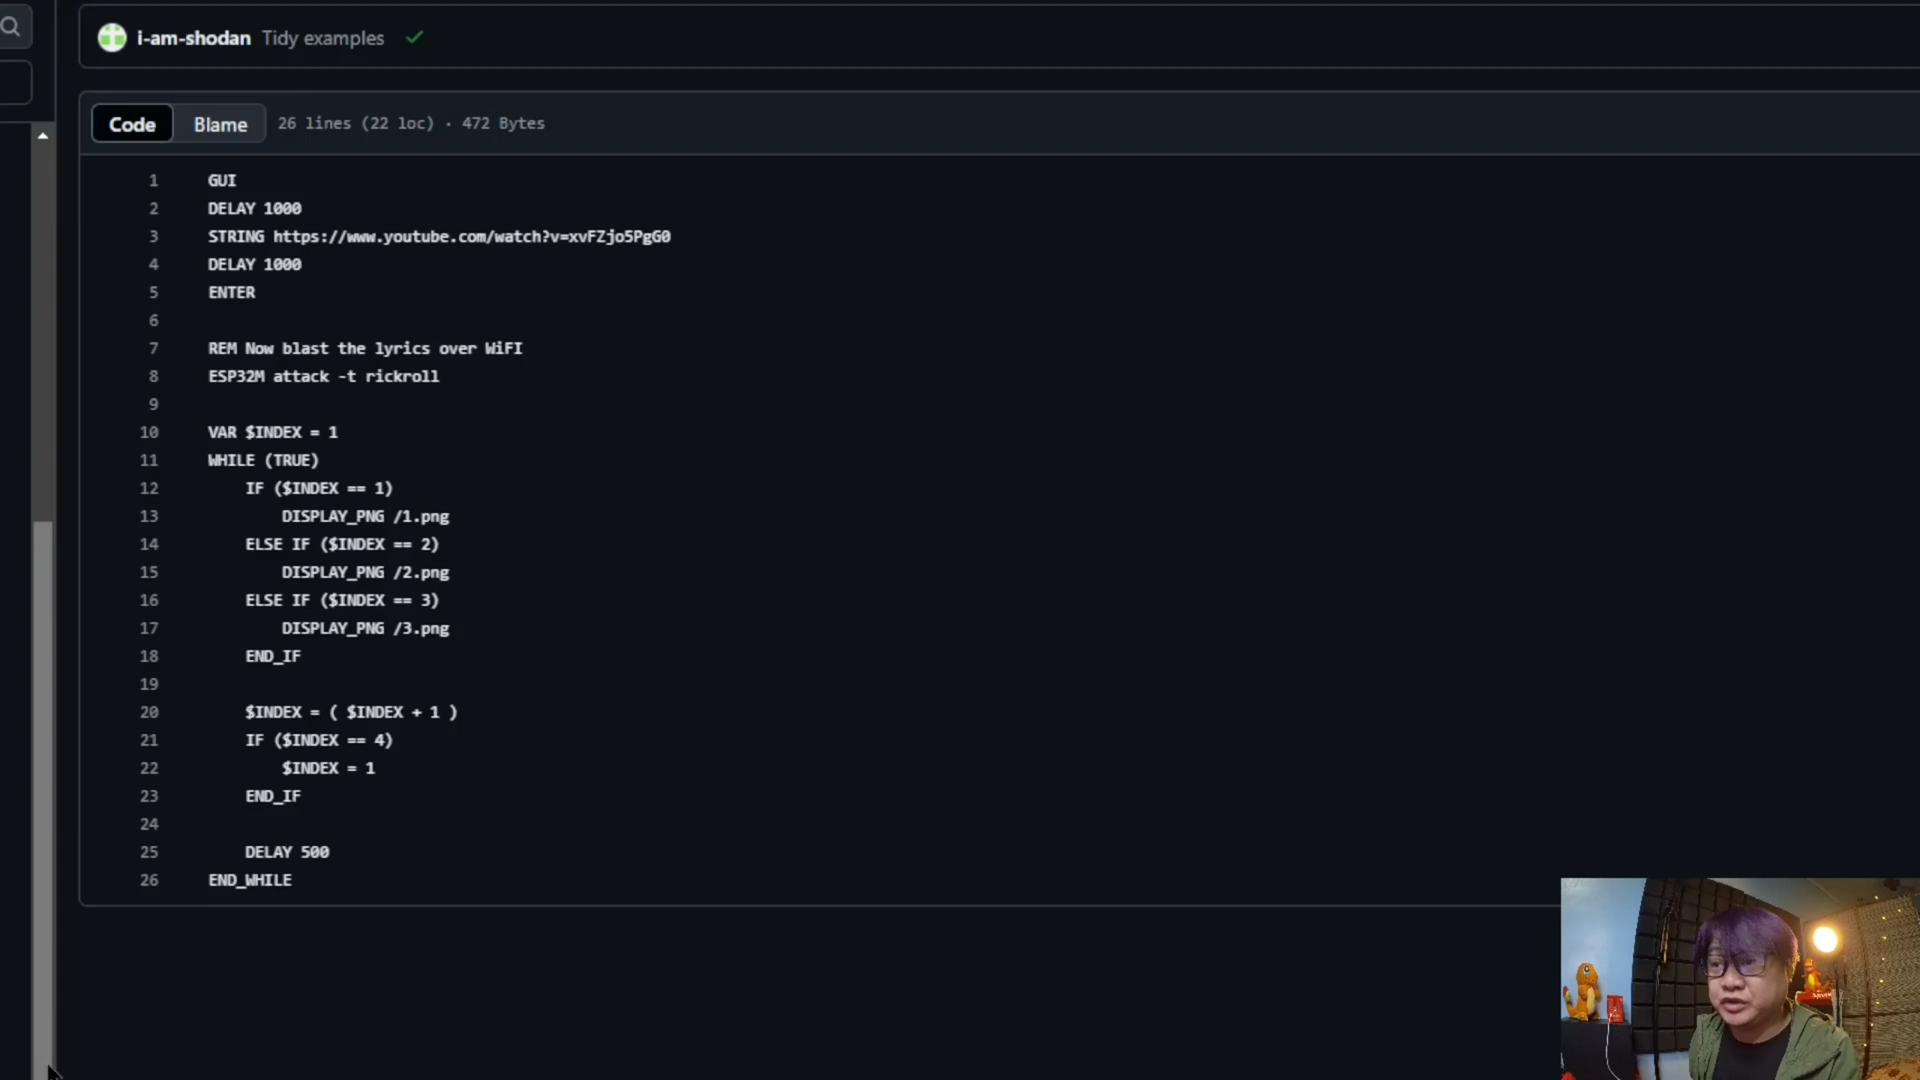 i-am-shodan Tidy examples
Code Blame 26 lines (22 loc) · 472 Bytes
1 GUI
2 DELAY 1000
3 STRING https://www.youtube.com/watch?v=xvFZjo5PgG0
4 DELAY 1000
5 ENTER
6
7 REM Now blast the lyrics over WiFI
8 ESP32M attack -t rickroll
9
10 VAR $INDEX = 1
11 WHILE (TRUE)
12 IF ($INDEX == 1)
13 DISPLAY_PNG /1.png
14 ELSE IF ($INDEX == 2)
15 DISPLAY_PNG /2.png
16 ELSE IF ($INDEX == 3)
17 DISPLAY_PNG /3.png
18 END_IF
19
20 $INDEX = ( $INDEX + 1 )
21 IF ($INDEX == 4)
22 $INDEX = 1
23 END_IF
24
25 DELAY 500
26 END_WHILE